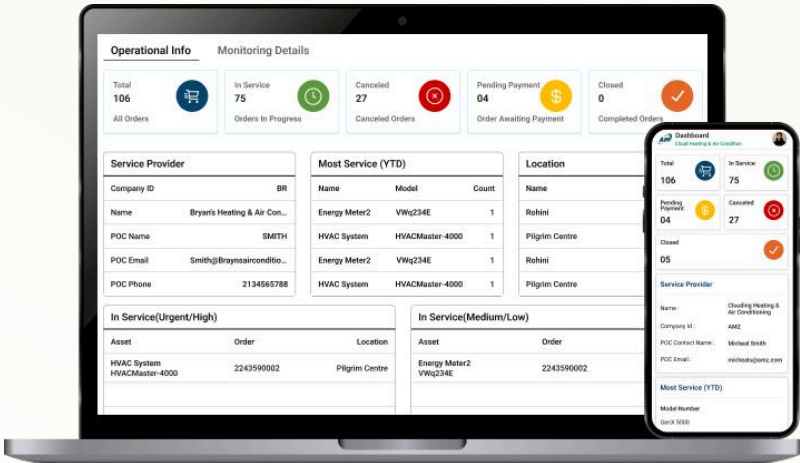 Operational Info Monitoring Details
Total In Service Canceled Pending Payment Closed
106 75 27 04 0
All Orders Orders In Progress Canceled Orders Order Awaiting Payment Completed Orders
Service Provider Most Service (YTD) Location
Company ID BR Name Model Count Name
Name Bryan's Heating & Air Con... Energy Meter2 VWq234E 1 Rohini
POC Name SMITH HVAC System HVACMaster-4000 1 Pilgrim Centre
POC Email Smith@Braynsairconditio... Energy Meter2 VWq234E 1 Rohini
POC Phone 2134565788 HVAC System HVACMaster-4000 1 Pilgrim Centre
In Service(Urgent/High) In Service(Medium/Low)
Asset Order Location Asset Order
HVAC System
HVACMaster-4000 2243590002 Pilgrim Centre Energy Meter2
VWq234E 2243590002
AMZ Dashboard
Cloud Heating & Air Condition
Total In Service
106 75
Pending
Payment Canceled
04 27
Closed
05
Service Provider
Name : Clouding Heating &
Air Conditioning
Company Id : AMZ
POC Contact Name : Micheal Smith
POC Email : micheals@amz.com
Most Service (YTD)
Model Number
GenX 5000